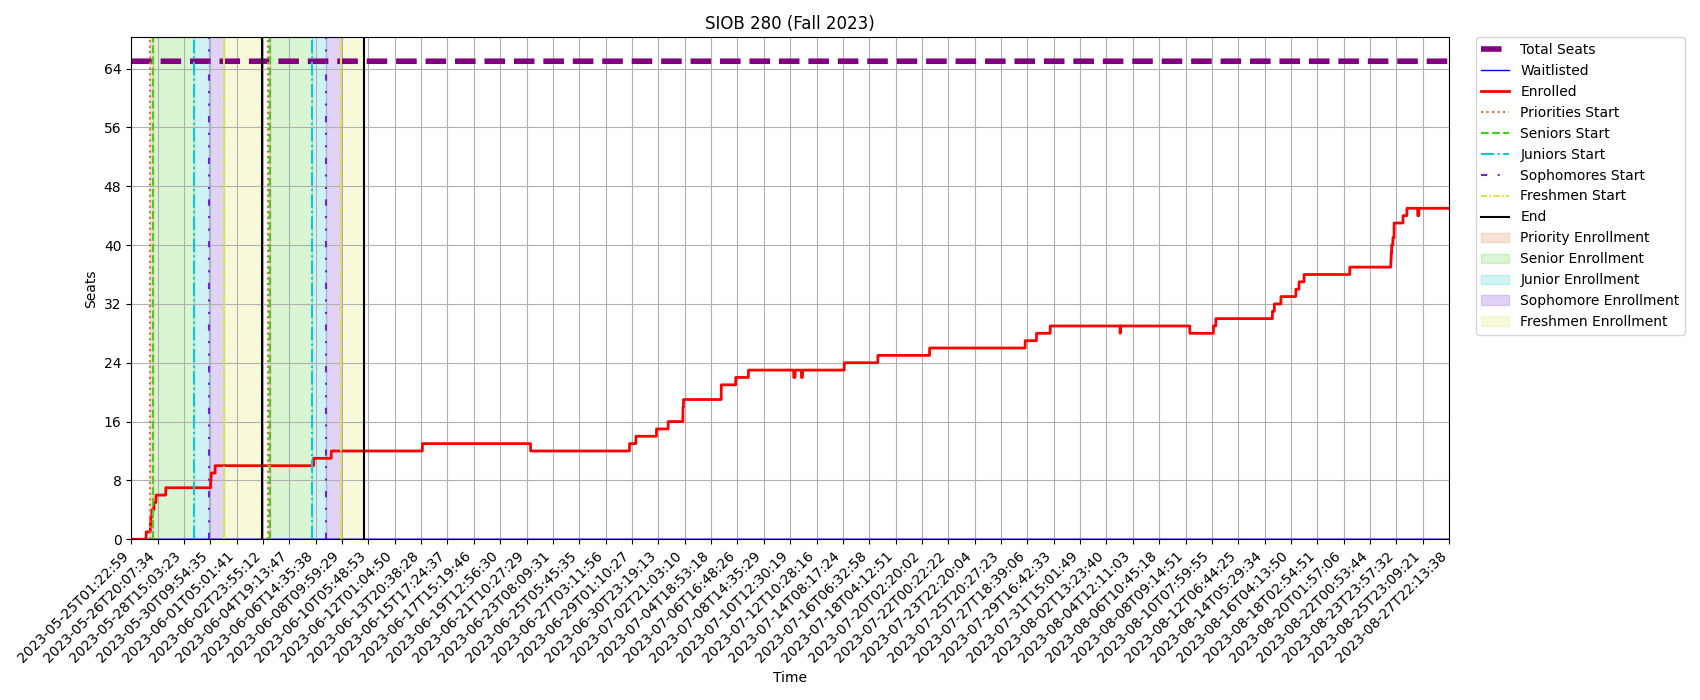 SIOB 280 (Fall 2023)
Seats
64
56
48
40
32
24
16
8
0
2023-05-25T01:22:59
2023-05-26T20:07:34
2023-05-28T15:03:23
2023-05-30T09:54:35
2023-06-01T05:01:41
2023-06-02T23:55:12
2023-06-04T19:13:47
2023-06-06T14:35:38
2023-06-08T09:59:29
2023-06-10T05:48:53
2023-06-12T01:04:50
2023-06-13T20:38:28
2023-06-15T17:24:37
2023-06-17T15:19:46
2023-06-19T12:56:30
2023-06-21T10:27:29
2023-06-23T08:09:31
2023-06-25T05:45:35
2023-06-27T03:11:56
2023-06-29T01:10:27
2023-06-30T23:19:13
2023-07-02T21:03:10
2023-07-04T18:53:18
2023-07-06T16:48:26
2023-07-08T14:35:29
2023-07-10T12:30:19
2023-07-12T10:28:16
2023-07-14T08:17:24
2023-07-16T06:32:58
2023-07-18T04:12:51
2023-07-20T02:20:02
2023-07-22T00:22:22
2023-07-23T22:20:04
2023-07-25T20:27:23
2023-07-27T18:39:06
2023-07-29T16:42:33
2023-07-31T15:01:49
2023-08-02T13:23:40
2023-08-04T12:11:03
2023-08-06T10:45:18
2023-08-08T09:14:51
2023-08-10T07:59:55
2023-08-12T06:44:25
2023-08-14T05:29:34
2023-08-16T04:13:50
2023-08-18T02:54:51
2023-08-20T01:57:06
2023-08-22T00:53:44
2023-08-23T23:57:32
2023-08-25T23:09:21
2023-08-27T22:13:38
Time
Total Seats
Waitlisted
Enrolled
Priorities Start
Seniors Start
Juniors Start
Sophomores Start
Freshmen Start
End
Priority Enrollment
Senior Enrollment
Junior Enrollment
Sophomore Enrollment
Freshmen Enrollment